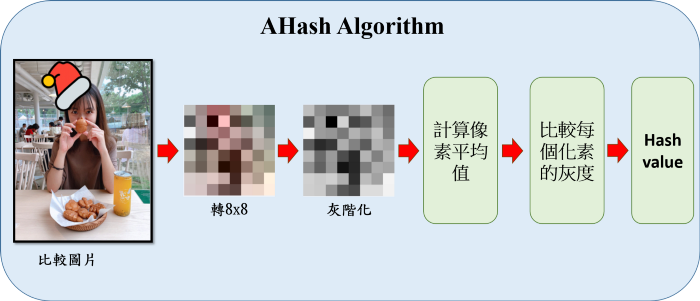 AHash Algorithm
比較圖片
轉8x8
灰階化
計算像
素平均
值
比較每
個化素
的灰度
Hash
value